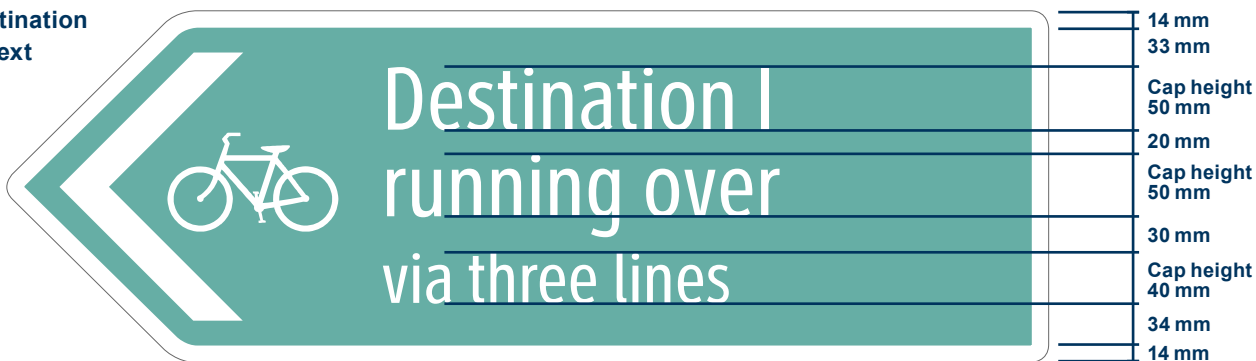 tination
ext
Destination I
running over
via three lines
14 mm
33 mm
Cap height
50 mm
20 mm
Cap height
50 mm
30 mm
Cap height
40 mm
34 mm
14 mm